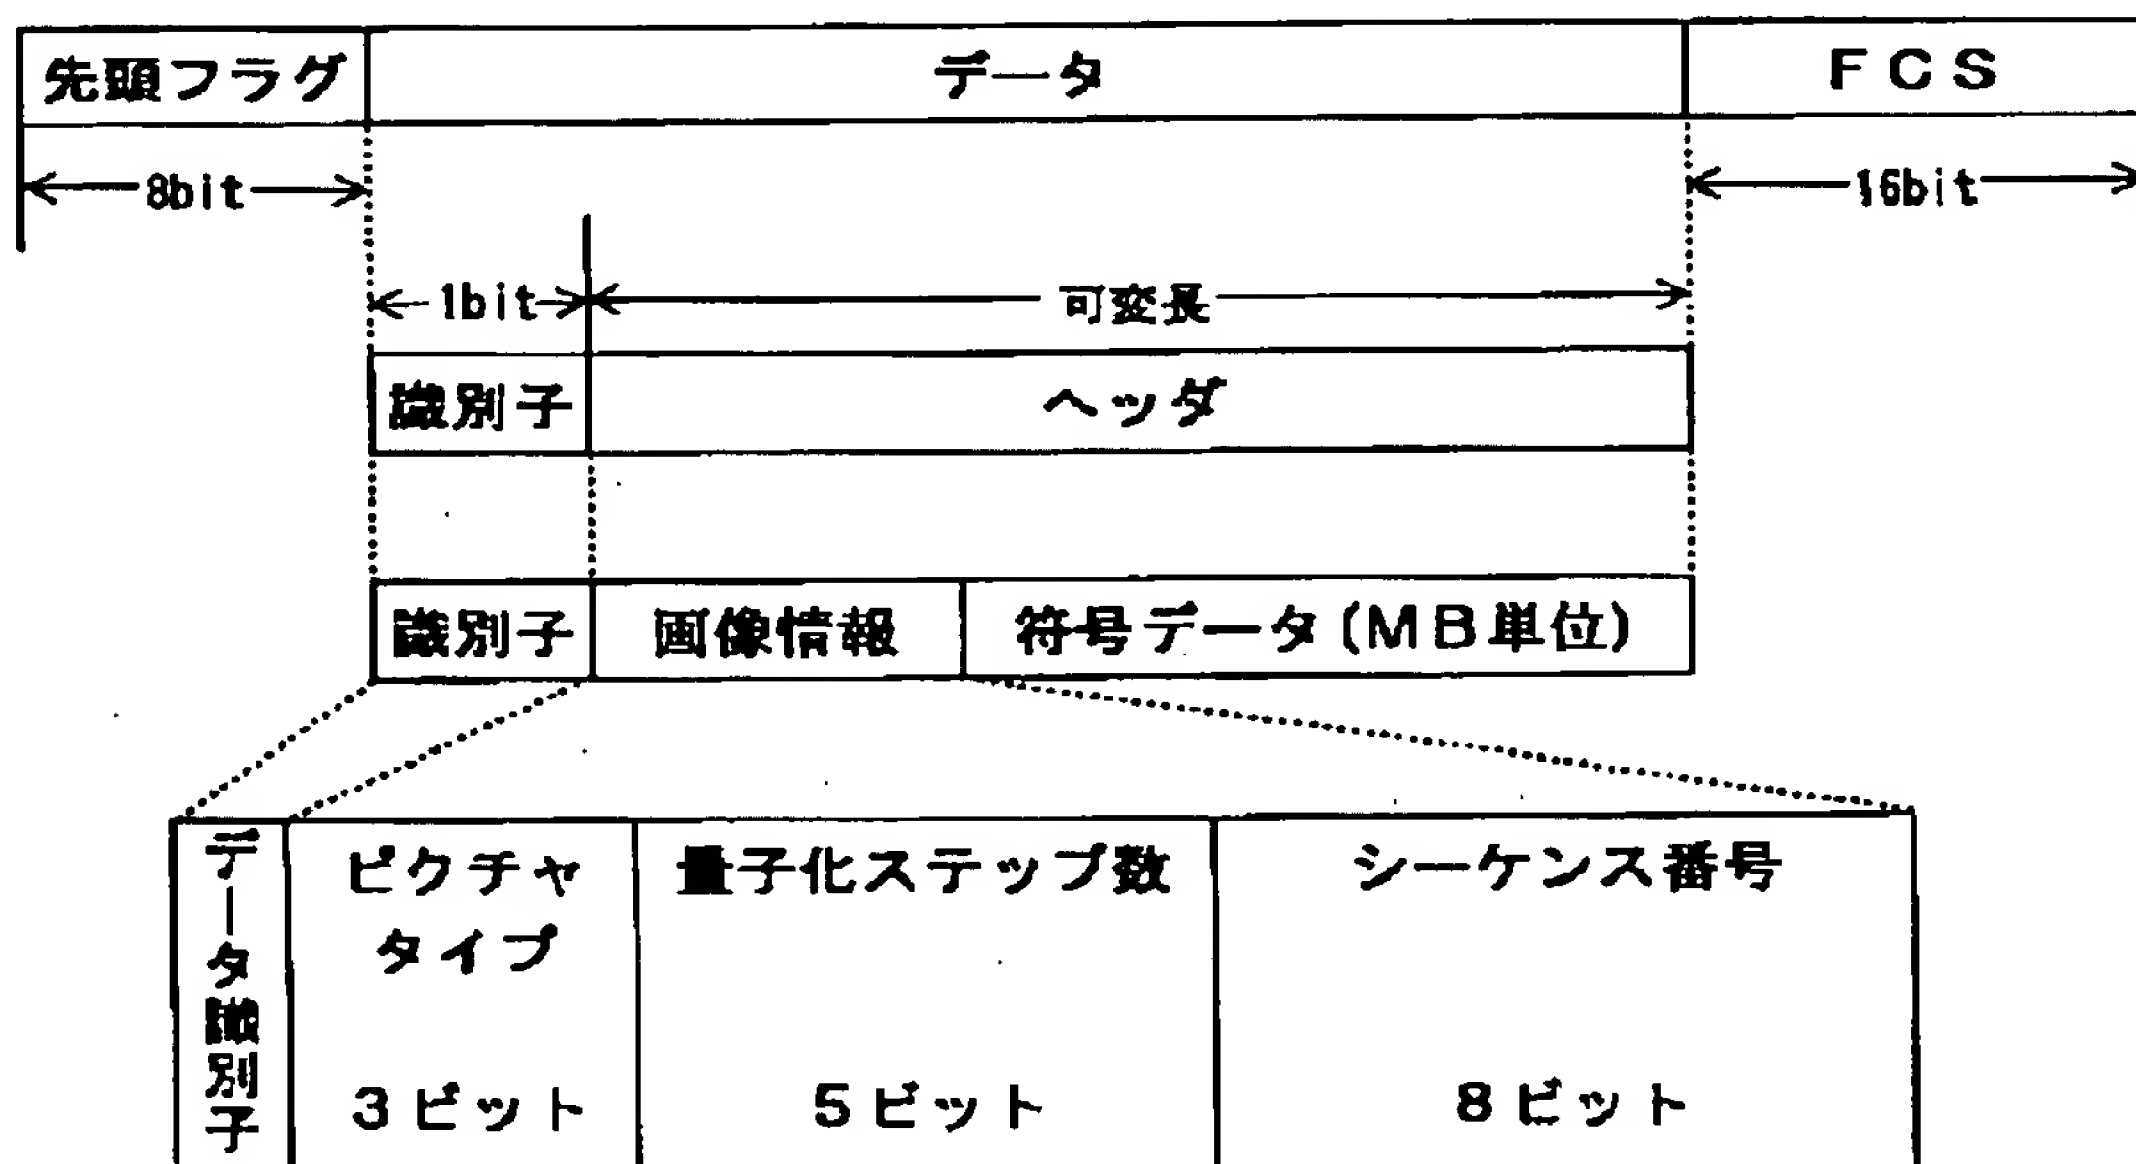 先頭フラグ データ FCS
8bit 16bit
1bit 可変長
識別子 ヘッダ
識別子 画像情報 符号データ(MB単位)
データ識別子
ピクチャ 量子化ステップ数 シーケンス番号
タイプ
3ビット 5ビット 8ビット